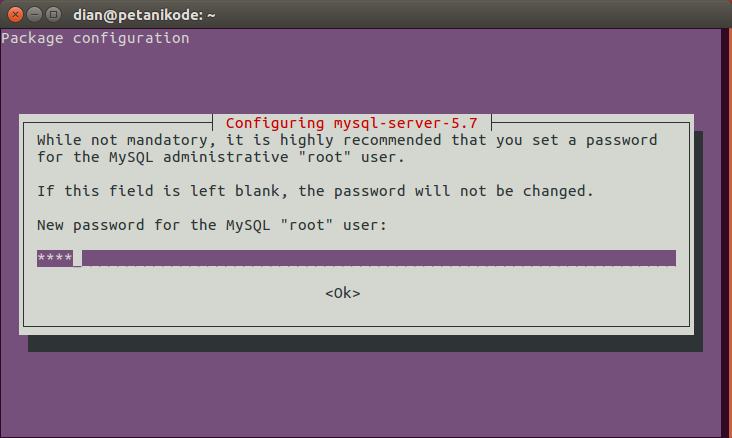 dian@petanikode: ~
Package configuration
Configuring mysql-server-5.7
While not mandatory, it is highly recommended that you set a password
for the MySQL administrative "root" user.
If this field is left blank, the password will not be changed.
New password for the MySQL "root" user:
****_
<Ok>